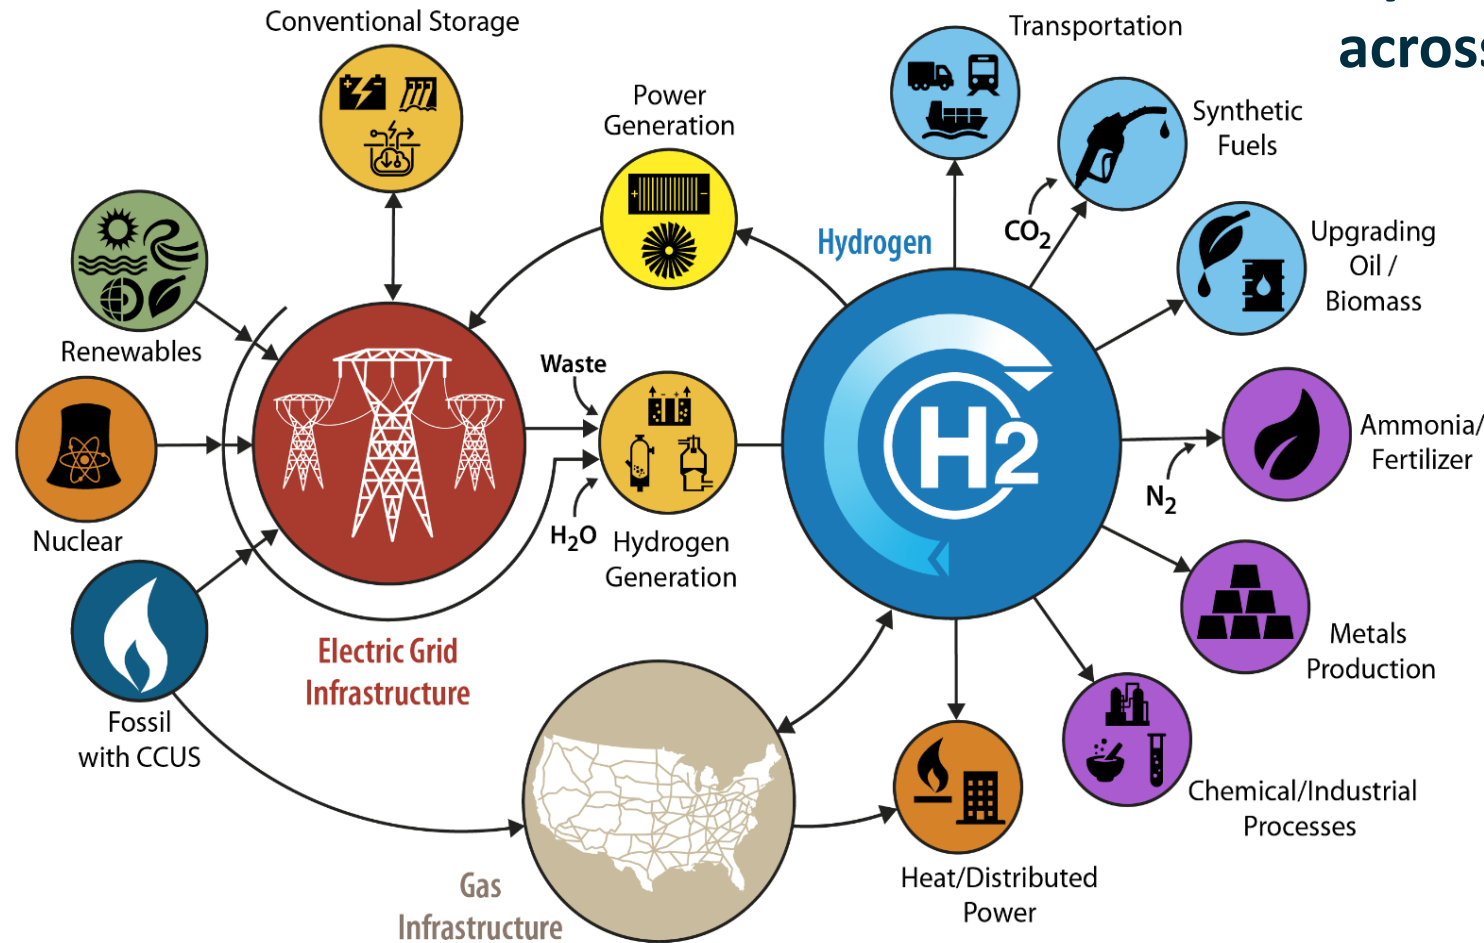 Conventional Storage
Transportation
across
Power
Generation
Synthetic
Fuels
CO2
Hydrogen
Upgrading
Oil /
Biomass
Renewables
Waste
H2
Ammonia/
Fertilizer
N2
Nuclear
H2O
Hydrogen
Generation
Electric Grid
Infrastructure
Metals
Production
Fossil
with CCUS
Chemical/Industrial
Processes
Gas
Infrastructure
Heat/Distributed
Power